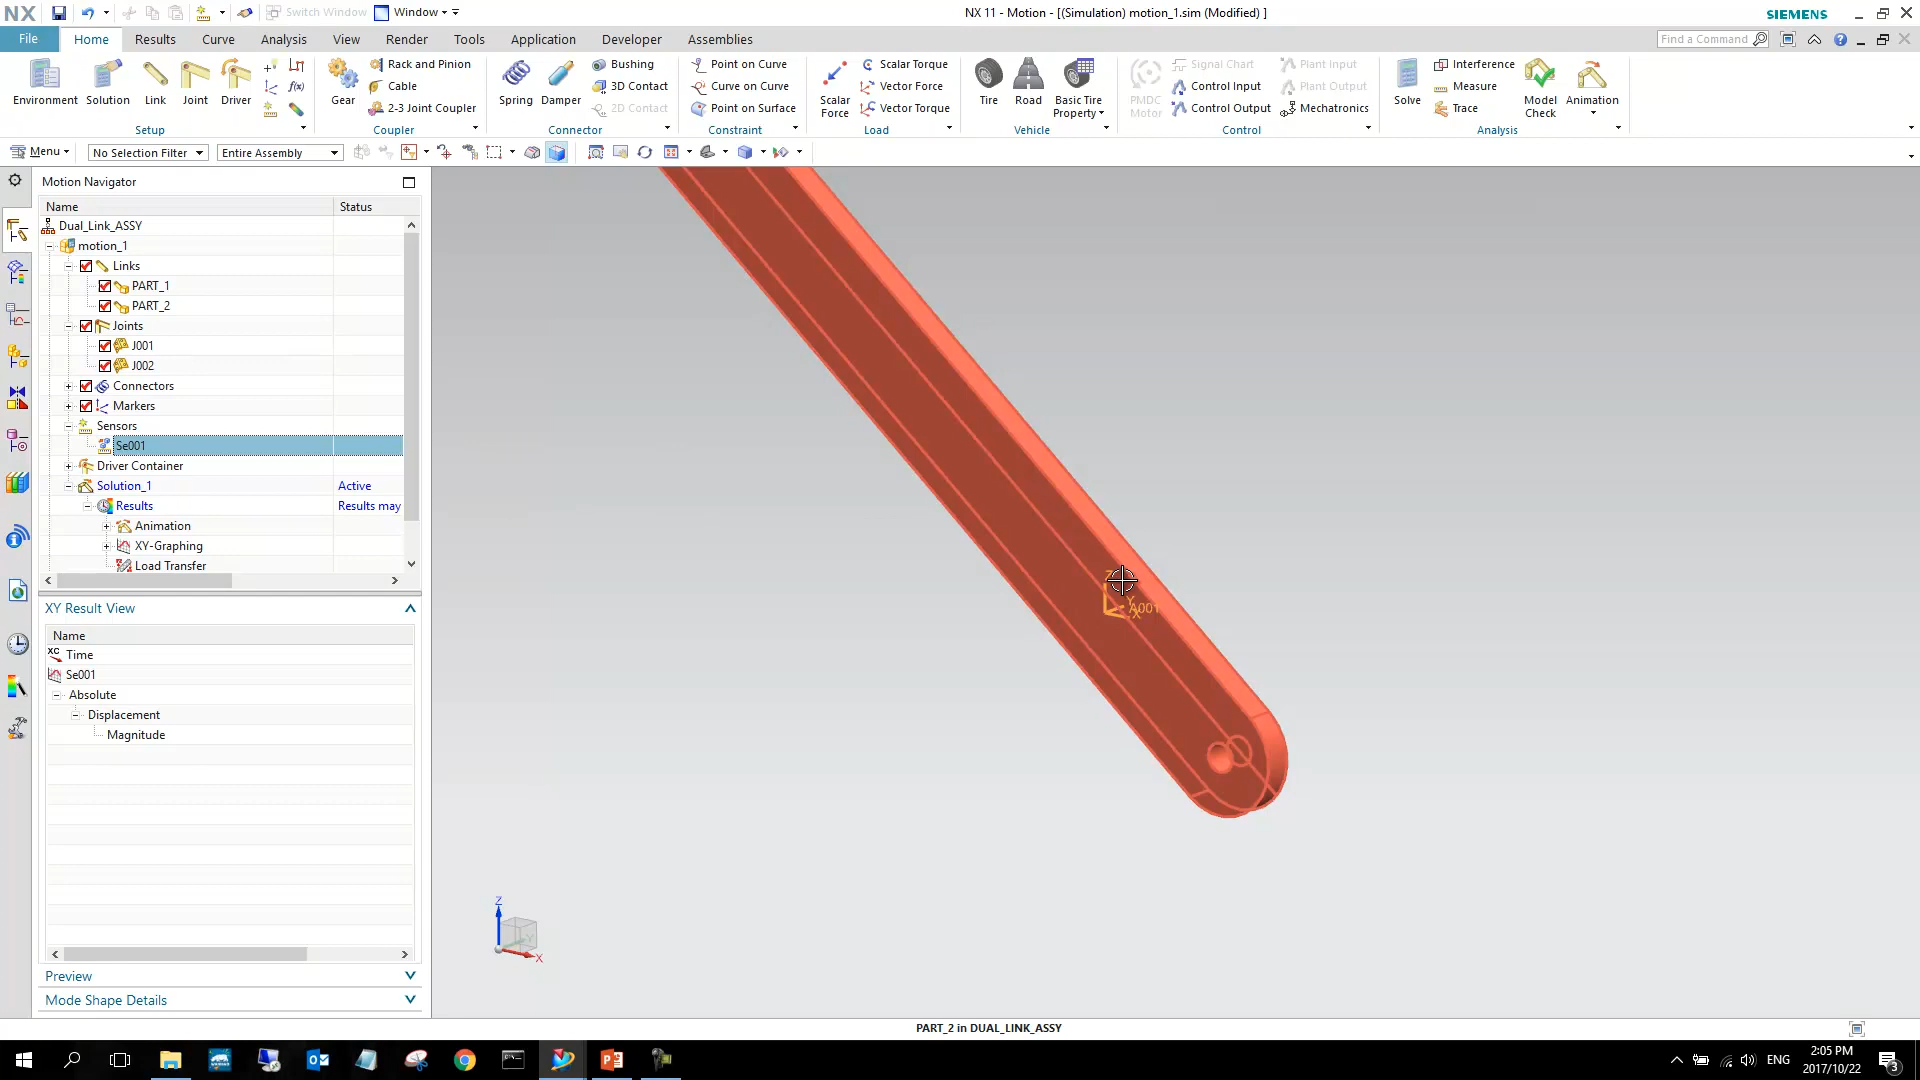 NX
Switch Window
Window
NX 11 - Motion - [(Simulation) motion_1.sim (Modified) ]
SIEMENS
File
Home
Results
Curve
Analysis
View
Render
Tools
Application
Developer
Assemblies
Find a Command
Environment
Solution
Link
Joint
Driver
Setup
Gear
Rack and Pinion
Cable
2-3 Joint Coupler
Coupler
Spring
Damper
Bushing
3D Contact
2D Contact
Connector
Point on Curve
Curve on Curve
Point on Surface
Constraint
Scalar
Force
Scalar Torque
Vector Force
Vector Torque
Load
Tire
Road
Basic Tire
Property
Vehicle
PMDC
Motor
Signal Chart
Control Input
Control Output
Plant Input
Plant Output
Mechatronics
Control
Solve
Interference
Measure
Trace
Model
Check
Animation
Analysis
Menu
No Selection Filter
Entire Assembly
Motion Navigator
Name
Status
Dual_Link_ASSY
motion_1
Links
PART_1
PART_2
Joints
J001
J002
Connectors
Markers
Sensors
Se001
Driver Container
Solution_1
Active
Results
Results may
Animation
XY-Graphing
Load Transfer
XY Result View
Name
XC
Time
Se001
Absolute
Displacement
Magnitude
Preview
Mode Shape Details
Z
Y
A001
X
Z
Y
X
PART_2 in DUAL_LINK_ASSY
ENG
2:05 PM
2017/10/22
3